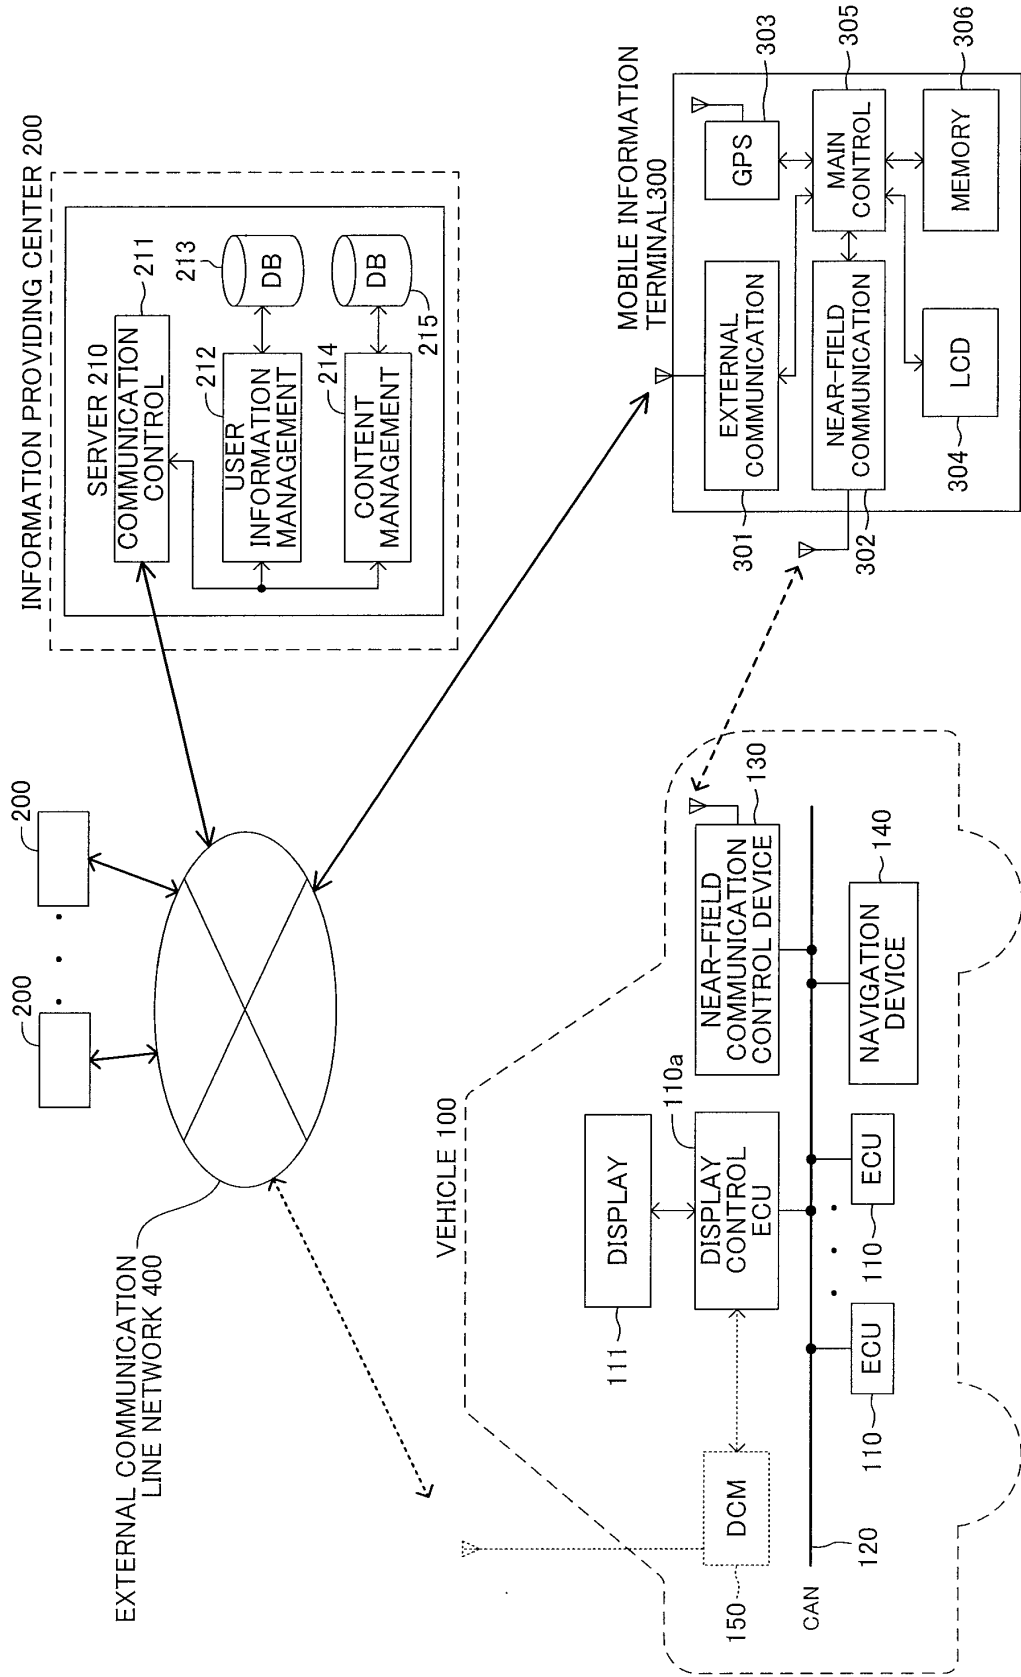 INFORMATION PROVIDING CENTER 200
SERVER 210
211
COMMUNICATION
CONTROL
212
USER
INFORMATION
MANAGEMENT
213
DB
214
CONTENT
MANAGEMENT
DB
215
200
200
EXTERNAL COMMUNICATION
LINE NETWORK 400
MOBILE INFORMATION
TERMINAL300
EXTERNAL
COMMUNICATION
301
GPS
303
NEAR-FIELD
COMMUNICATION
302
MAIN
CONTROL
305
LCD
304
MEMORY
306
VEHICLE 100
DISPLAY
111
110a
DISPLAY
CONTROL
ECU
NEAR-FIELD
COMMUNICATION
CONTROL DEVICE
130
DCM
150
CAN
120
ECU
110
ECU
110
NAVIGATION
DEVICE
140